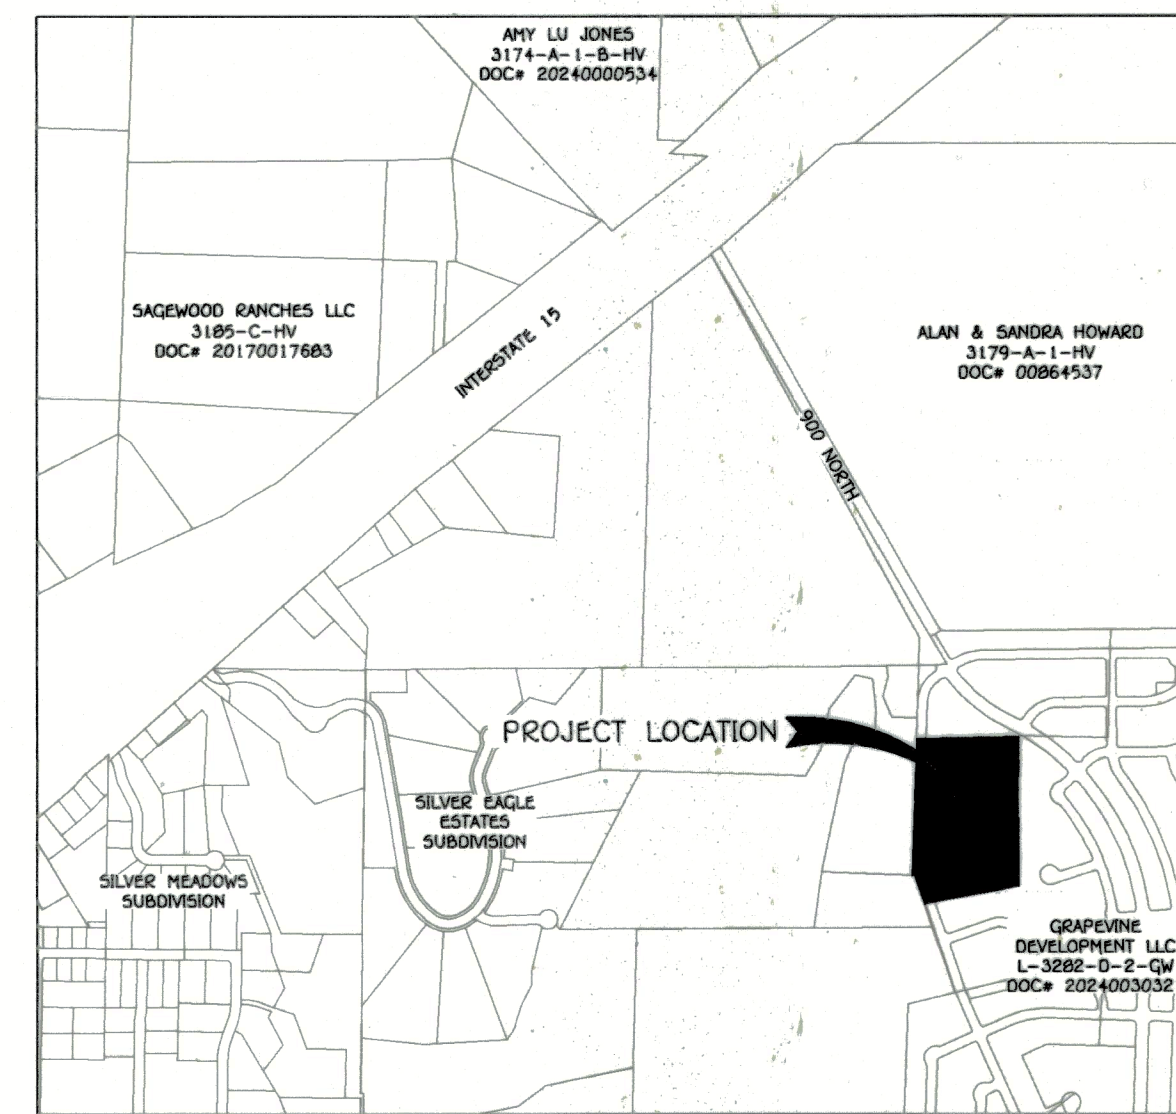 AMY LU JONES
3174-A-1-B-HV
DOC# 20240000534
SAGEWOOD RANCHES LLC
3185-C-HV
DOC# 20170017683
INTERSTATE 15
ALAN & SANDRA HOWARD
3179-A-1-HV
DOC# 00864537
900 NORTH
PROJECT LOCATION
SILVER EAGLE
ESTATES
SUBDIVISION
SILVER MEADOWS
SUBDIVISION
GRAPEVINE
DEVELOPMENT LLC
L-3282-D-2-GW
DOC# 2024003032